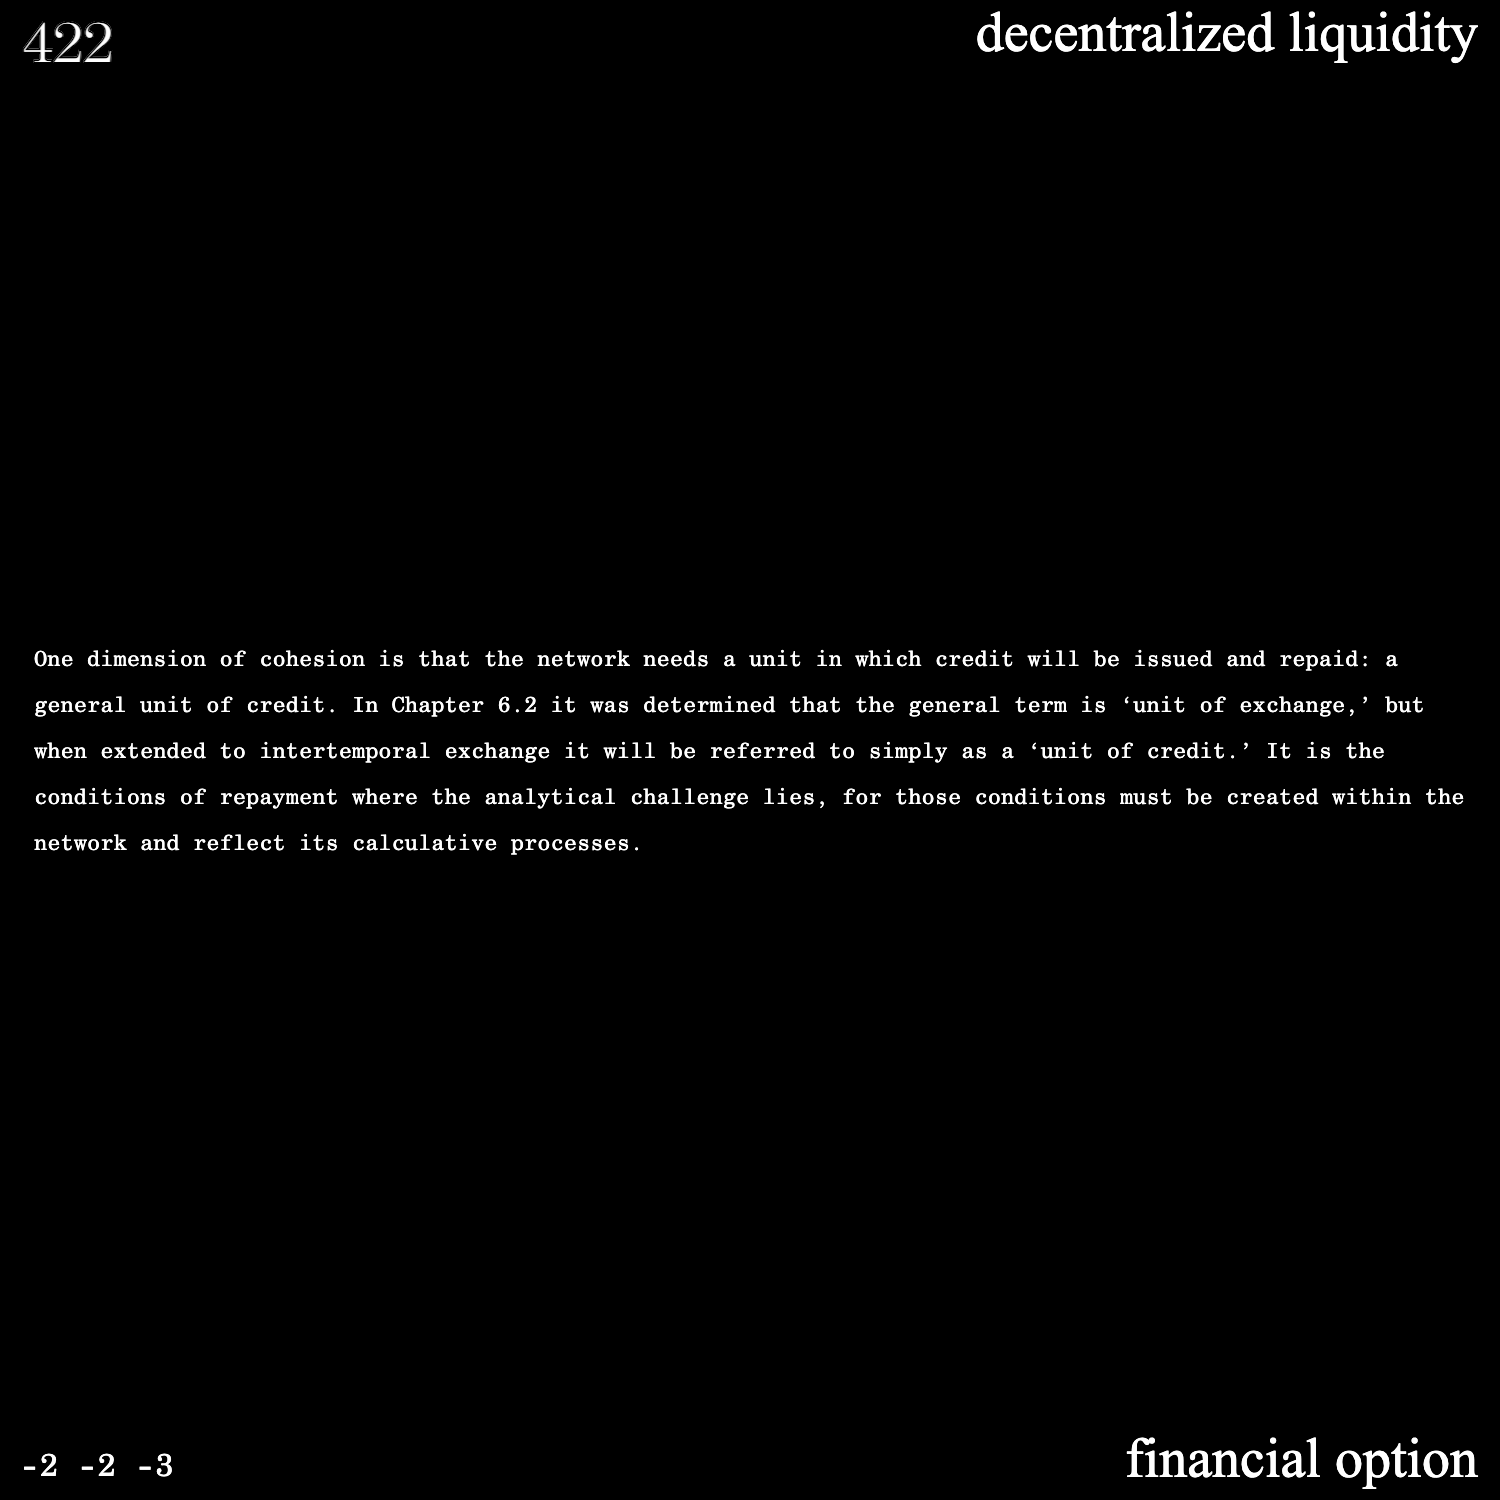 422
decentralized liquidity
One dimension of cohesion is that the network needs a unit in which credit will be issued and repaid: a
general unit of credit. In Chapter 6.2 it was determined that the general term is ‘unit of exchange,’ but
when extended to intertemporal exchange it will be referred to simply as a ‘unit of credit.’ It is the
conditions of repayment where the analytical challenge lies, for those conditions must be created within the
network and reflect its calculative processes.
-2 -2 -3
financial option